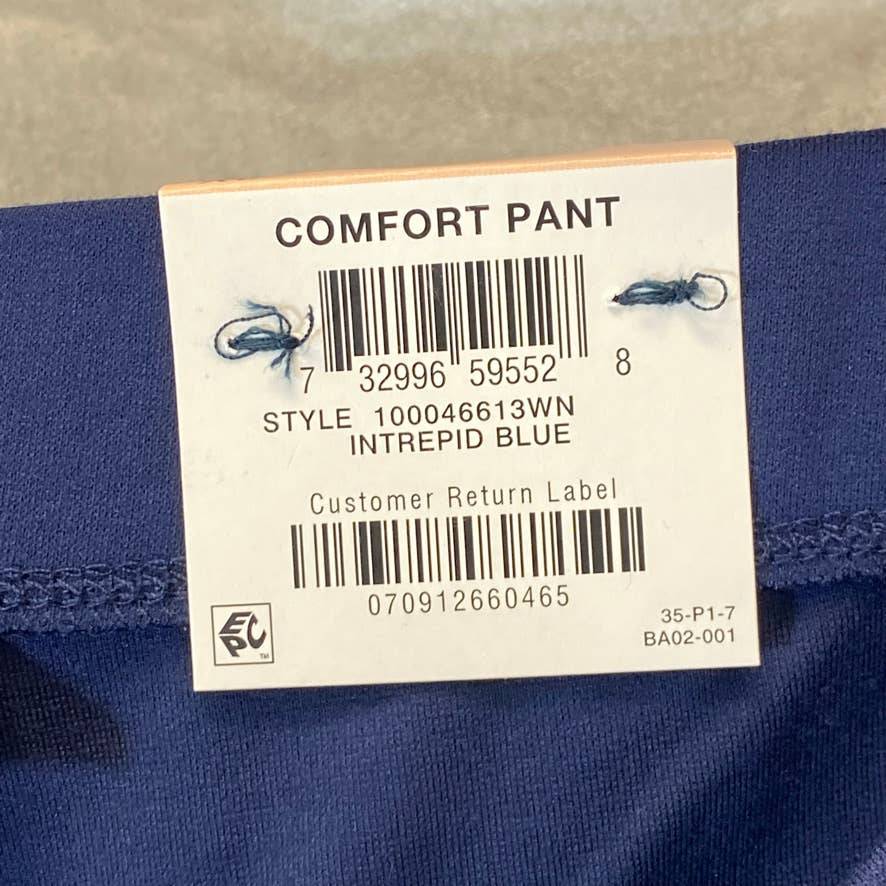 COMFORT PANT
7 32996 59552 8
STYLE 100046613WN
INTREPID BLUE
Customer Return Label
070912660465
EPC
TM
35-P1-7
BA02-001